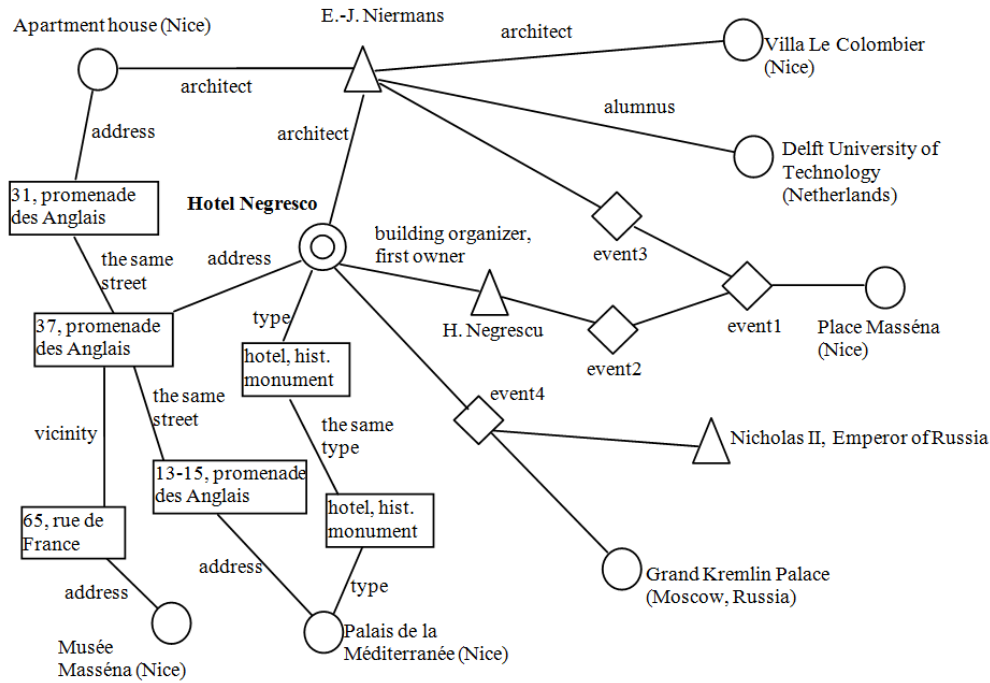 E.-J. Niermans
Apartment house (Nice)
architect
Villa Le Colombier
(Nice)
architect
alumnus
address
architect
Delft University of
Technology
(Netherlands)
31, promenade
des Anglais
Hotel Negresco
building organizer,
first owner
the same
street
address
event3
37, promenade
des Anglais
type
H. Negrescu
event1
Place Masséna
(Nice)
hotel, hist.
monument
event2
the same
street
event4
vicinity
the same
type
Nicholas II, Emperor of Russia
13-15, promenade
des Anglais
hotel, hist.
monument
65, rue de
France
address
address
type
Grand Kremlin Palace
(Moscow, Russia)
Musée
Masséna (Nice)
Palais de la
Méditerranée (Nice)